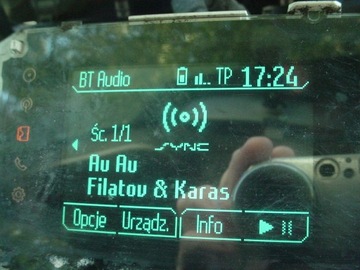 BT Audio TP 17:24
Śc. 1/1
SYNC
Au Au
Filatov & Karas
Opcje Urządz. Info